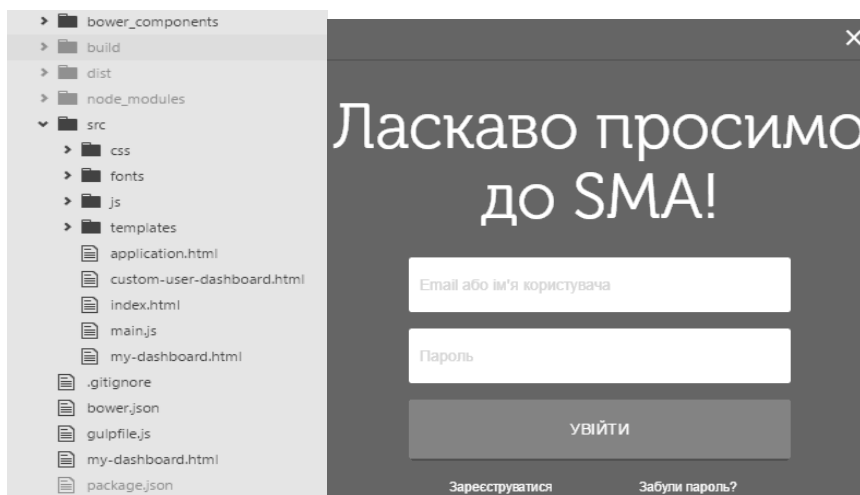 bower_components
build
dist
node_modules
src
css
fonts
js
templates
application.html
custom-user-dashboard.html
index.html
main.js
my-dashboard.html
.gitignore
bower.json
gulpfile.js
my-dashboard.html
package.json
Ласкаво просимо
до SMA!
Email або ім'я користувача
Пароль
УВІЙТИ
Зареєструватися Забули пароль?